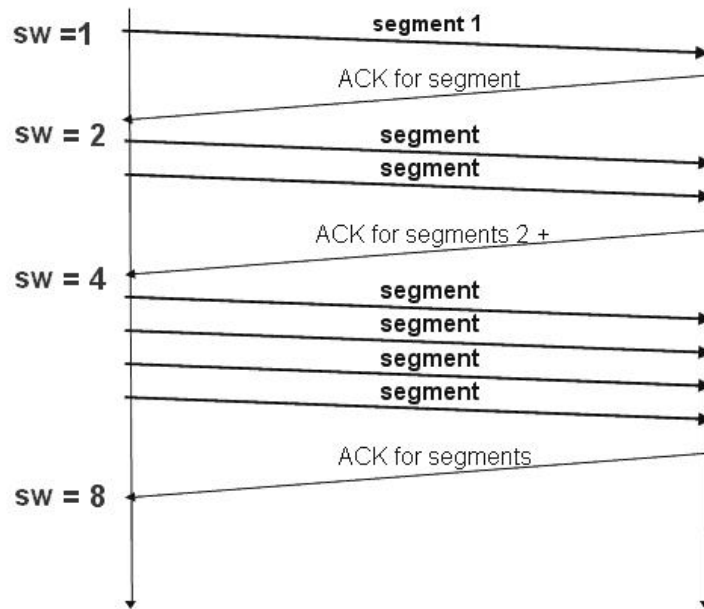 sw =1
segment 1
ACK for segment
sw = 2
segment
segment
ACK for segments 2 +
sw = 4
segment
segment
segment
segment
ACK for segments
sw = 8